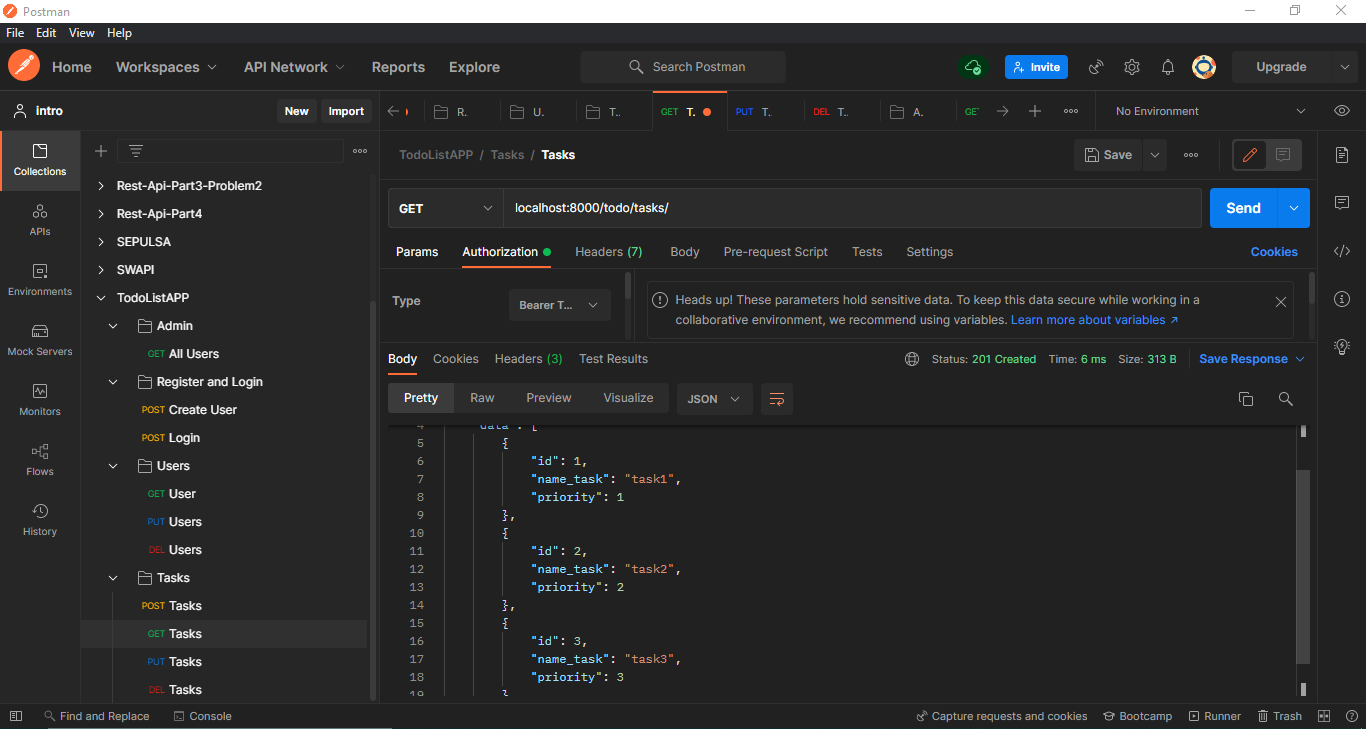 Postman
File Edit View Help
Home Workspaces API Network Reports Explore Search Postman Invite Upgrade
intro New Import
R. U. T.. GET T. PUT T. DEL T. A. GET No Environment
Collections
APIs
Environments
Mock Servers
Monitors
Flows
History
Rest-Api-Part3-Problem2
Rest-Api-Part4
SEPULSA
SWAPI
TodoListAPP
Admin
GET All Users
Register and Login
POST Create User
POST Login
Users
GET User
PUT Users
DEL Users
Tasks
POST Tasks
GET Tasks
PUT Tasks
DEL Tasks
TodoListAPP / Tasks / Tasks Save
GET localhost:8000/todo/tasks/ Send
Params Authorization Headers (7) Body Pre-request Script Tests Settings Cookies
Type Bearer T...
Heads up! These parameters hold sensitive data. To keep this data secure while working in a
collaborative environment, we recommend using variables. Learn more about variables
Body Cookies Headers (3) Test Results Status: 201 Created Time: 6 ms Size: 313 B Save Response
Pretty Raw Preview Visualize JSON
4 "data": [
5 {
6 "id": 1,
7 "name_task": "task1",
8 "priority": 1
9 },
10 {
11 "id": 2,
12 "name_task": "task2",
13 "priority": 2
14 },
15 {
16 "id": 3,
17 "name_task": "task3",
18 "priority": 3
19 }
Find and Replace Console Capture requests and cookies Bootcamp Runner Trash